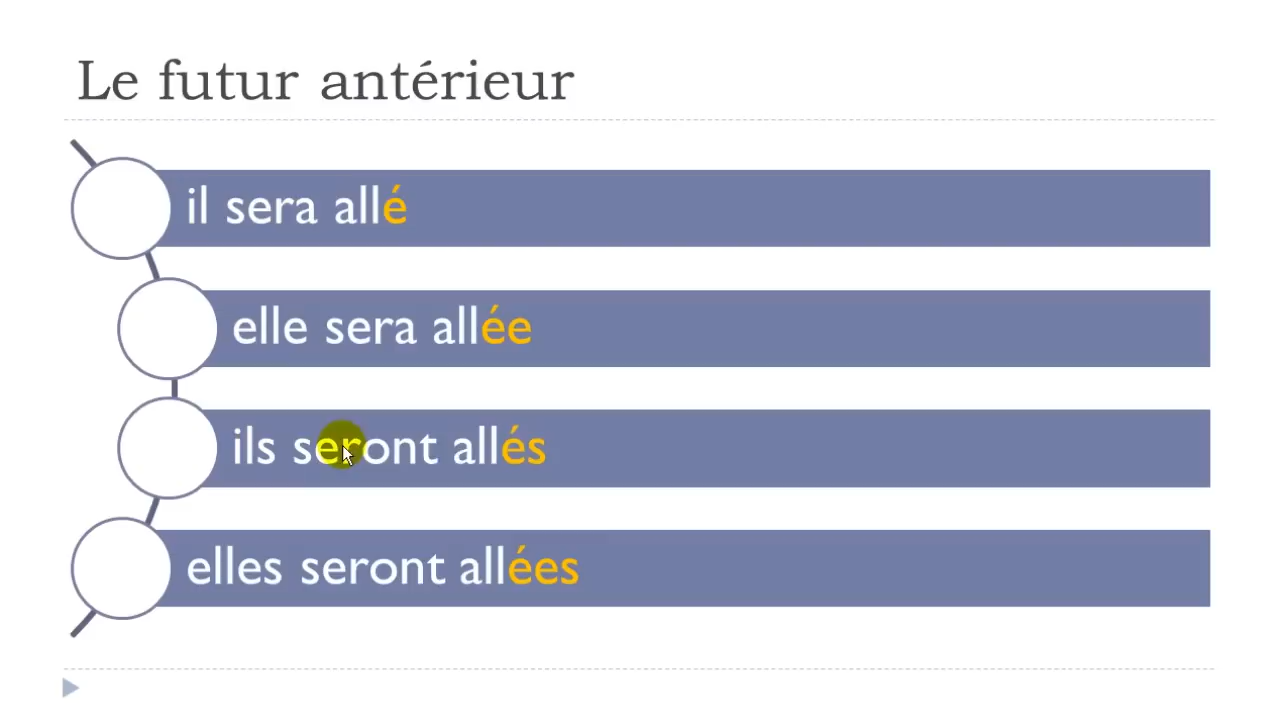 Le futur antérieur
il sera allé
elle sera allée
ils seront allés
elles seront allées